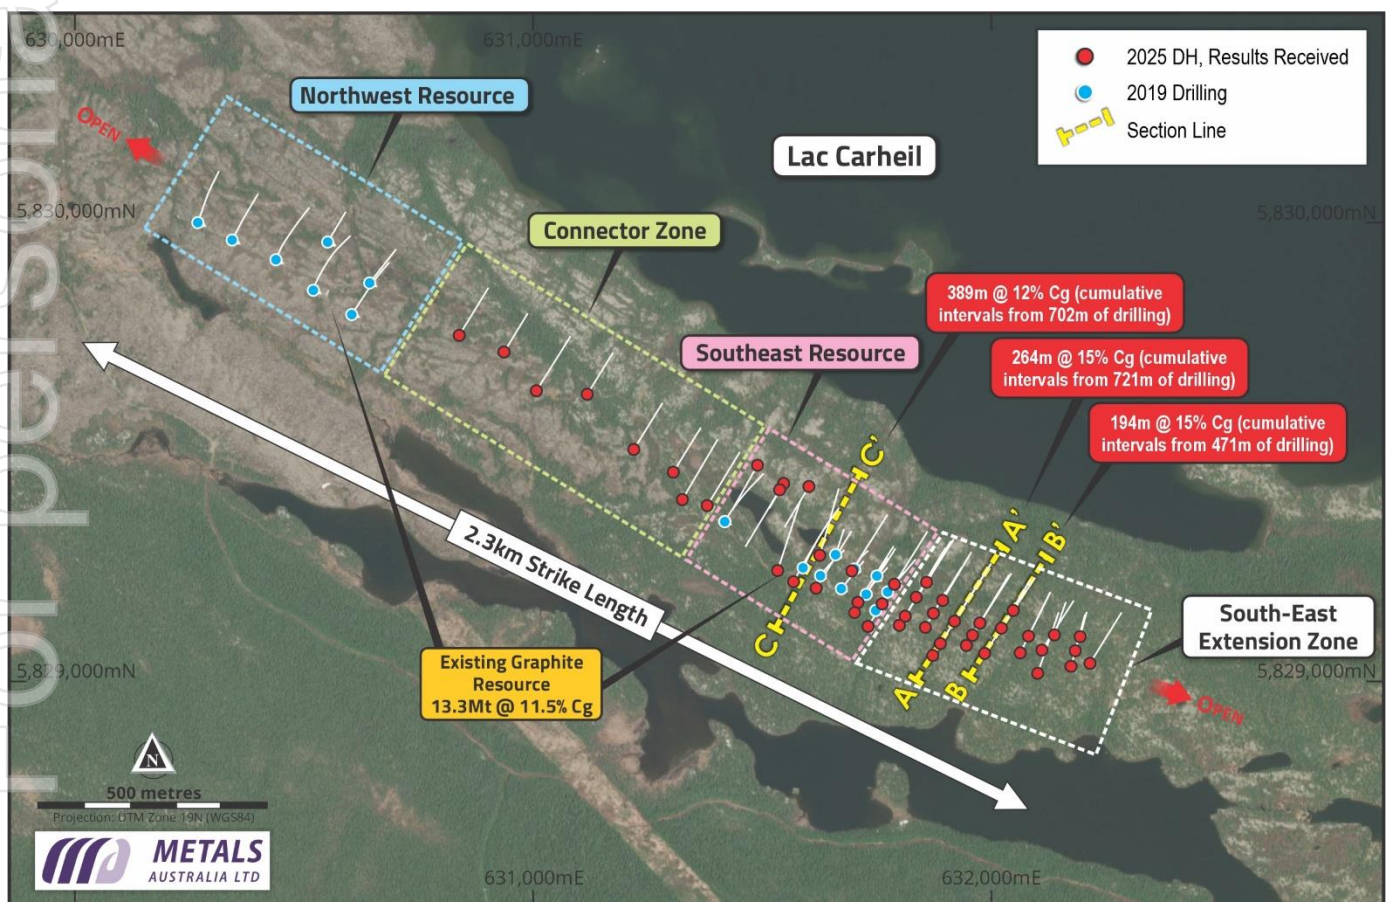 For personal
630,000mE
631,000mE
2025 DH, Results Received
2019 Drilling
Section Line
Northwest Resource
OPEN
Lac Carheil
5,830,000mN
5,830,000mN
Connector Zone
389m @ 12% Cg (cumulative
intervals from 702m of drilling)
Southeast Resource
264m @ 15% Cg (cumulative
intervals from 721m of drilling)
194m @ 15% Cg (cumulative
intervals from 471m of drilling)
C'
A'
B'
2.3km Strike Length
C
A
B
South-East
Extension Zone
Existing Graphite
Resource
13.3Mt @ 11.5% Cg
5,829,000mN
5,829,000mN
OPEN
N
500 metres
Projection: UTM Zone 19N (WGS84)
METALS
AUSTRALIA LTD
631,000mE
632,000mE